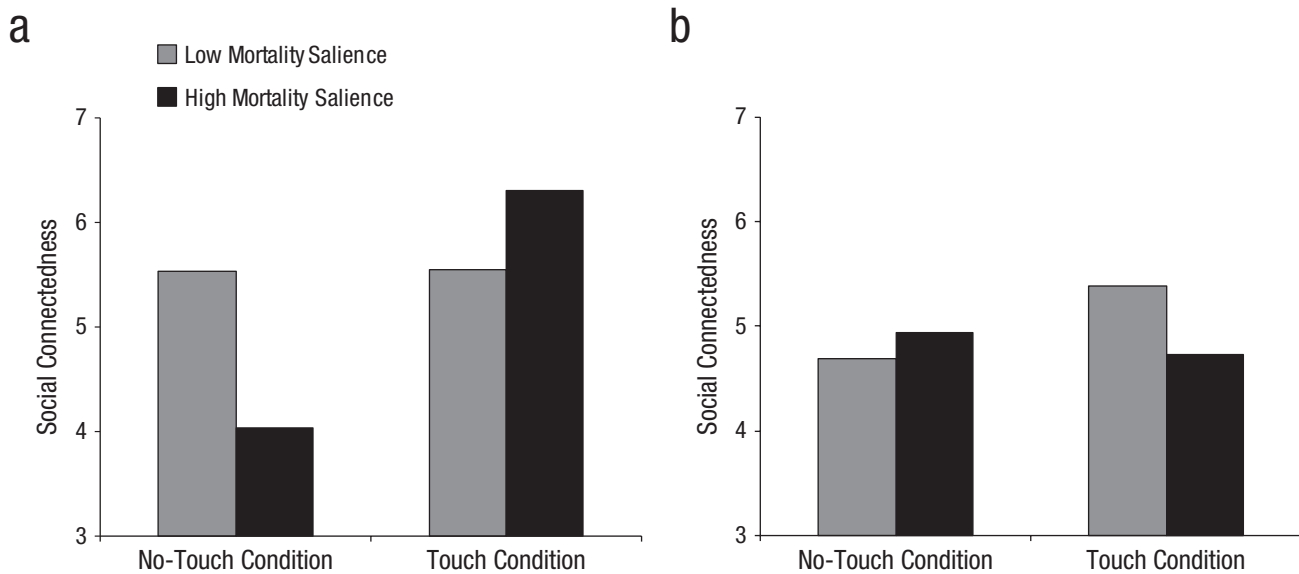 a
Low Mortality Salience
High Mortality Salience
7
6
5
4
3
Social Connectedness
No-Touch Condition
Touch Condition
b
7
6
5
4
3
Social Connectedness
No-Touch Condition
Touch Condition